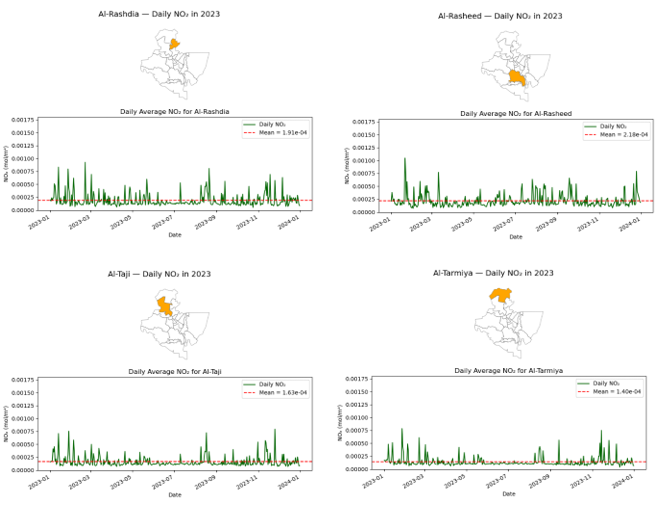 Al-Rashdia — Daily NO₂ in 2023
Daily Average NO₂ for Al-Rashdia
NO₂ (mol/m²)
0.00175
0.00150
0.00125
0.00100
0.00075
0.00050
0.00025
0.00000
Daily NO₂
Mean = 1.91e-04
2023-01
2023-03
2023-05
2023-07
2023-09
2023-11
2024-01
Date
Al-Rasheed — Daily NO₂ in 2023
Daily Average NO₂ for Al-Rasheed
NO₂ (mol/m²)
0.00175
0.00150
0.00125
0.00100
0.00075
0.00050
0.00025
0.00000
Daily NO₂
Mean = 2.18e-04
2023-01
2023-03
2023-05
2023-07
2023-09
2023-11
2024-01
Date
Al-Taji — Daily NO₂ in 2023
Daily Average NO₂ for Al-Taji
NO₂ (mol/m²)
0.00175
0.00150
0.00125
0.00100
0.00075
0.00050
0.00025
0.00000
Daily NO₂
Mean = 1.63e-04
2023-01
2023-03
2023-05
2023-07
2023-09
2023-11
2024-01
Date
Al-Tarmiya — Daily NO₂ in 2023
Daily Average NO₂ for Al-Tarmiya
NO₂ (mol/m²)
0.00175
0.00150
0.00125
0.00100
0.00075
0.00050
0.00025
0.00000
Daily NO₂
Mean = 1.40e-04
2023-01
2023-03
2023-05
2023-07
2023-09
2023-11
2024-01
Date